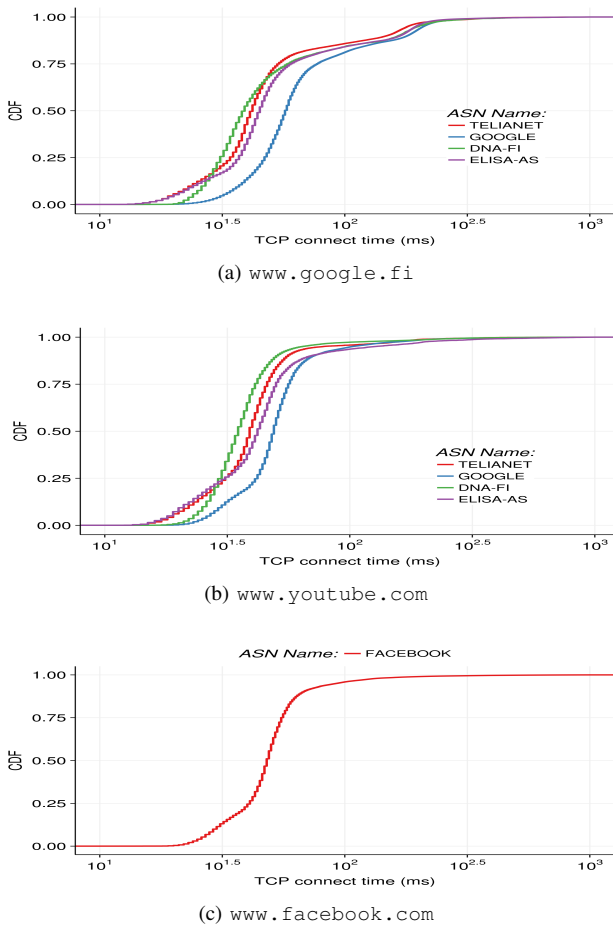 1.00
0.75
0.50
0.25
0.00
CDF
ASN Name:
TELIANET
GOOGLE
DNA-FI
ELISA-AS
10^1
10^1.5
10^2
10^2.5
10^3
TCP connect time (ms)
(a) www.google.fi
1.00
0.75
0.50
0.25
0.00
CDF
ASN Name:
TELIANET
GOOGLE
DNA-FI
ELISA-AS
10^1
10^1.5
10^2
10^2.5
10^3
TCP connect time (ms)
(b) www.youtube.com
ASN Name: FACEBOOK
1.00
0.75
0.50
0.25
0.00
CDF
10^1
10^1.5
10^2
10^2.5
10^3
TCP connect time (ms)
(c) www.facebook.com